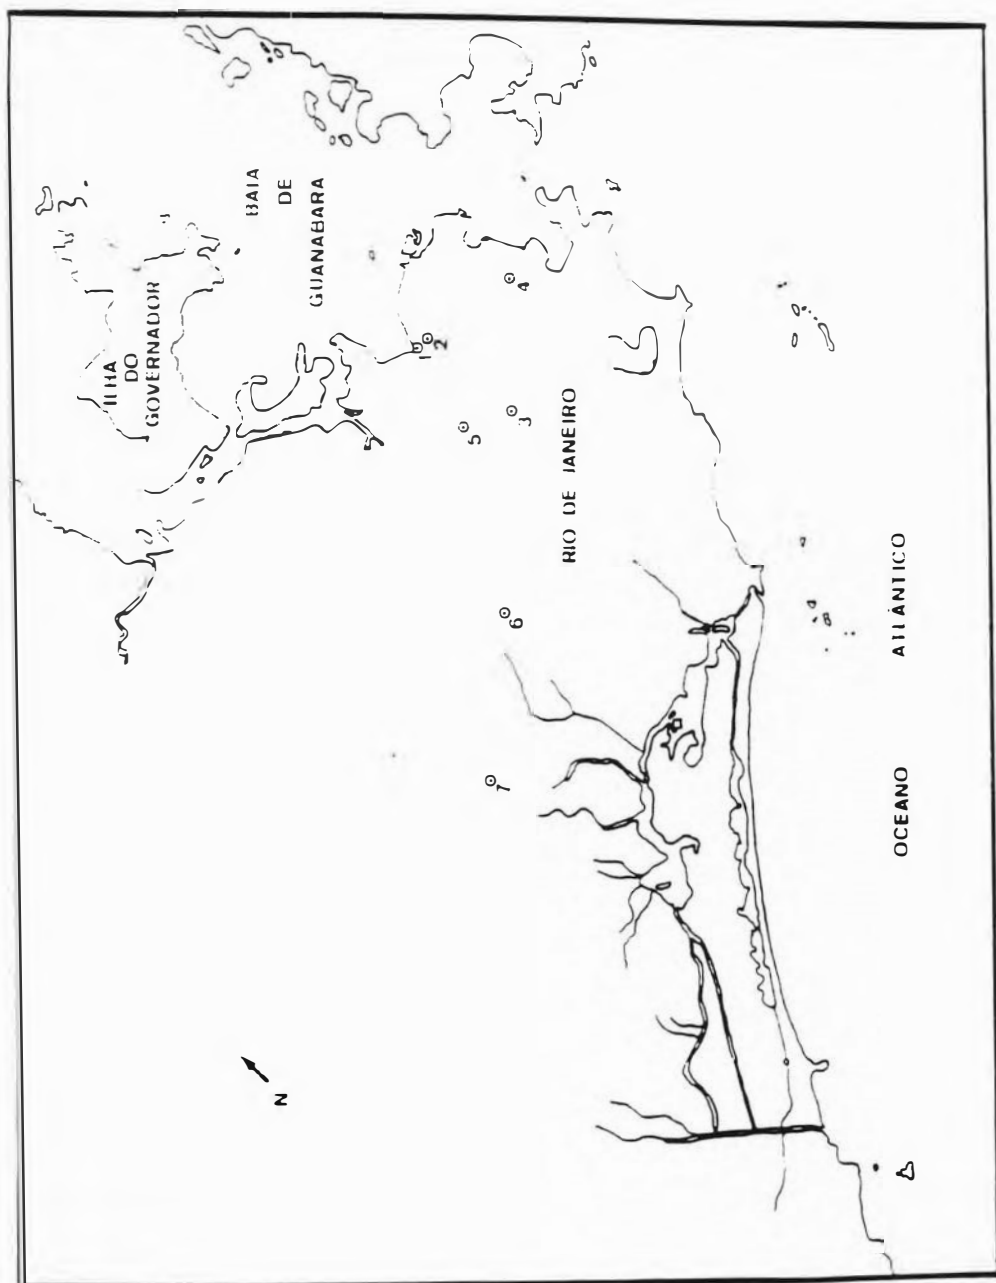 ILHA
DO
GOVERNADOR
BAIA
DE
GUANABARA
1
2
3
4
5
6
7
RIO DE JANEIRO
OCEANO ATLÂNTICO
N